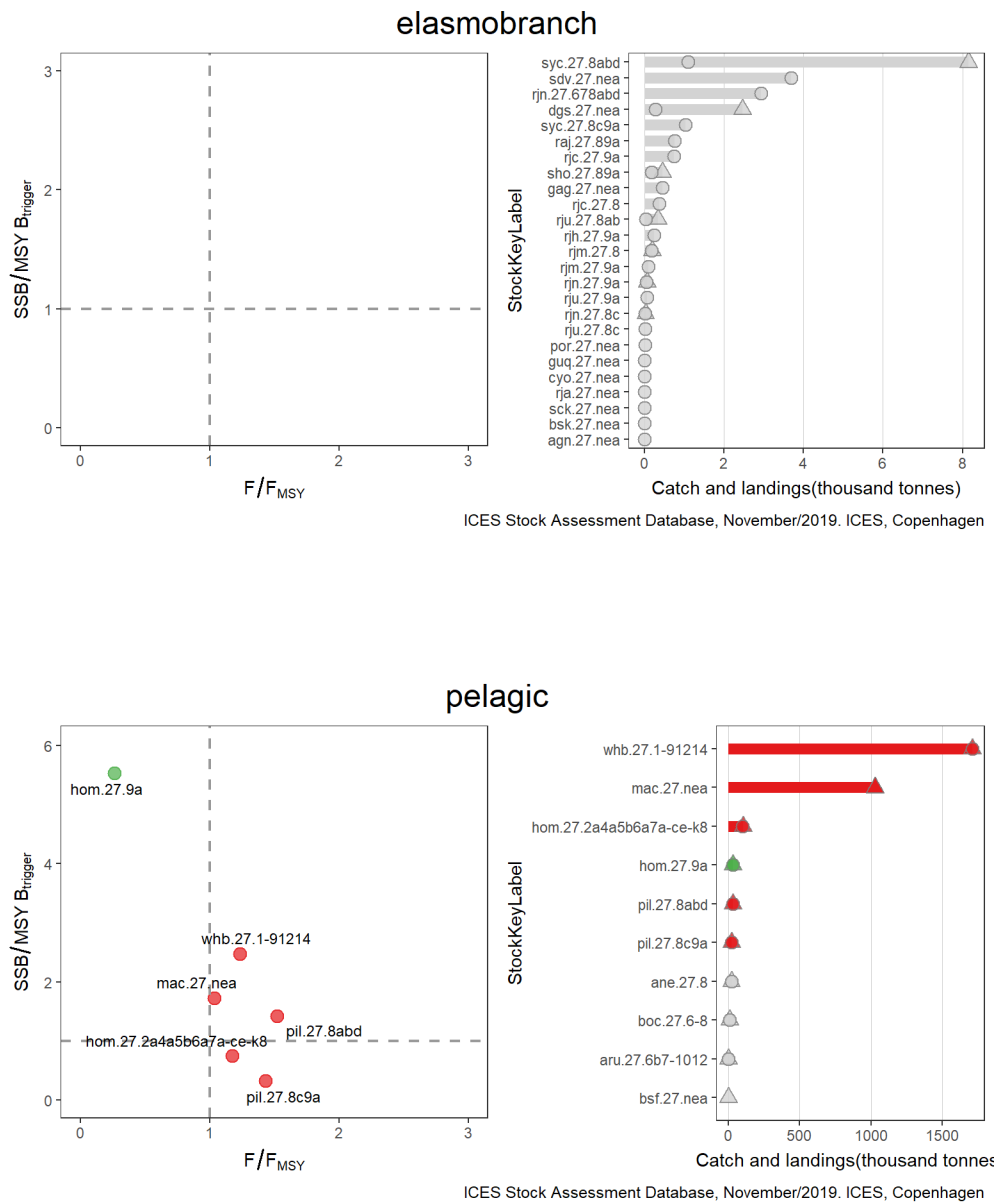 elasmobranch
SSB/MSY Btrigger
3
2
1
0
0 1 2 3
F/FMSY
StockKeyLabel
syc.27.8abd
sdv.27.nea
rjn.27.678abd
dgs.27.nea
syc.27.8c9a
raj.27.89a
rjc.27.9a
sho.27.89a
gag.27.nea
rjc.27.8
rju.27.8ab
rjh.27.9a
rjm.27.8
rjm.27.9a
rjn.27.9a
rju.27.9a
rjn.27.8c
rju.27.8c
por.27.nea
guq.27.nea
cyo.27.nea
rja.27.nea
sck.27.nea
bsk.27.nea
agn.27.nea
0 2 4 6 8
Catch and landings(thousand tonnes)
ICES Stock Assessment Database, November/2019. ICES, Copenhagen
pelagic
SSB/MSY Btrigger
6
4
2
0
hom.27.9a
whb.27.1-91214
mac.27.nea
pil.27.8abd
hom.27.2a4a5b6a7a-ce-k8
pil.27.8c9a
0 1 2 3
F/FMSY
StockKeyLabel
whb.27.1-91214
mac.27.nea
hom.27.2a4a5b6a7a-ce-k8
hom.27.9a
pil.27.8abd
pil.27.8c9a
ane.27.8
boc.27.6-8
aru.27.6b7-1012
bsf.27.nea
0 500 1000 1500
Catch and landings(thousand tonnes
ICES Stock Assessment Database, November/2019. ICES, Copenhagen